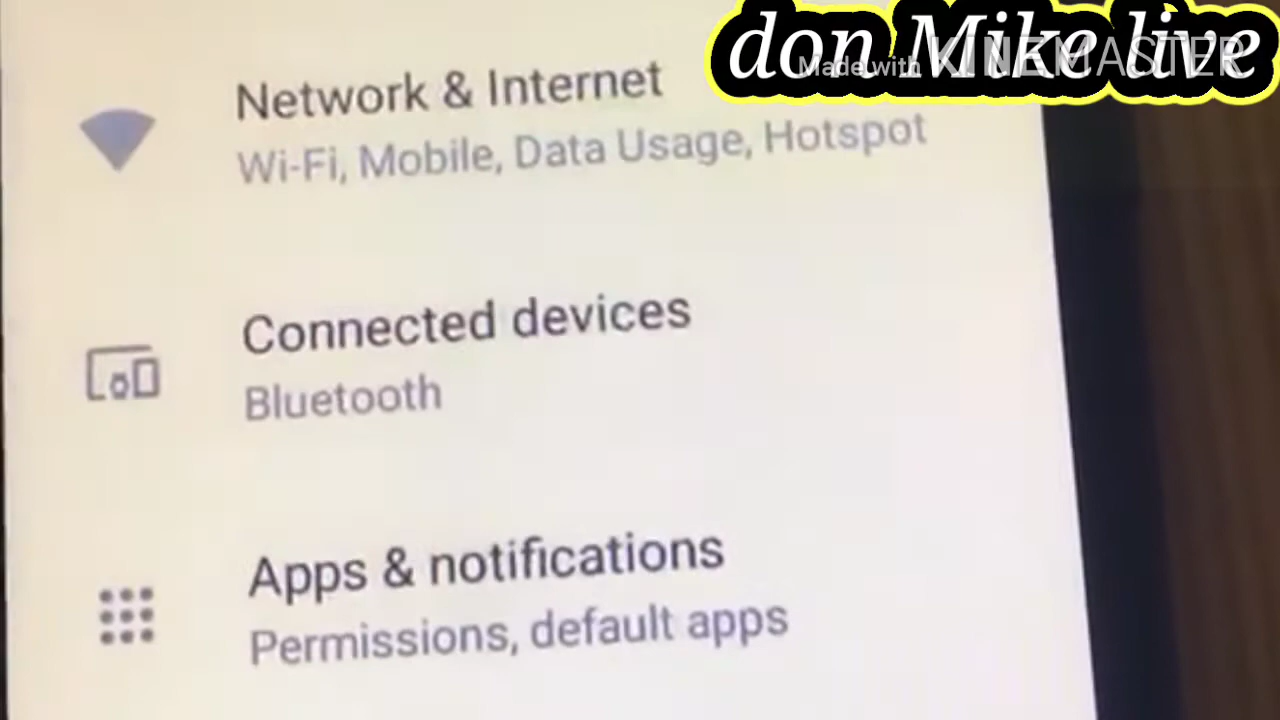 don Mike live
Made with KINEMASTER
Network & Internet
Wi-Fi, Mobile, Data Usage, Hotspot
Connected devices
Bluetooth
Apps & notifications
Permissions, default apps